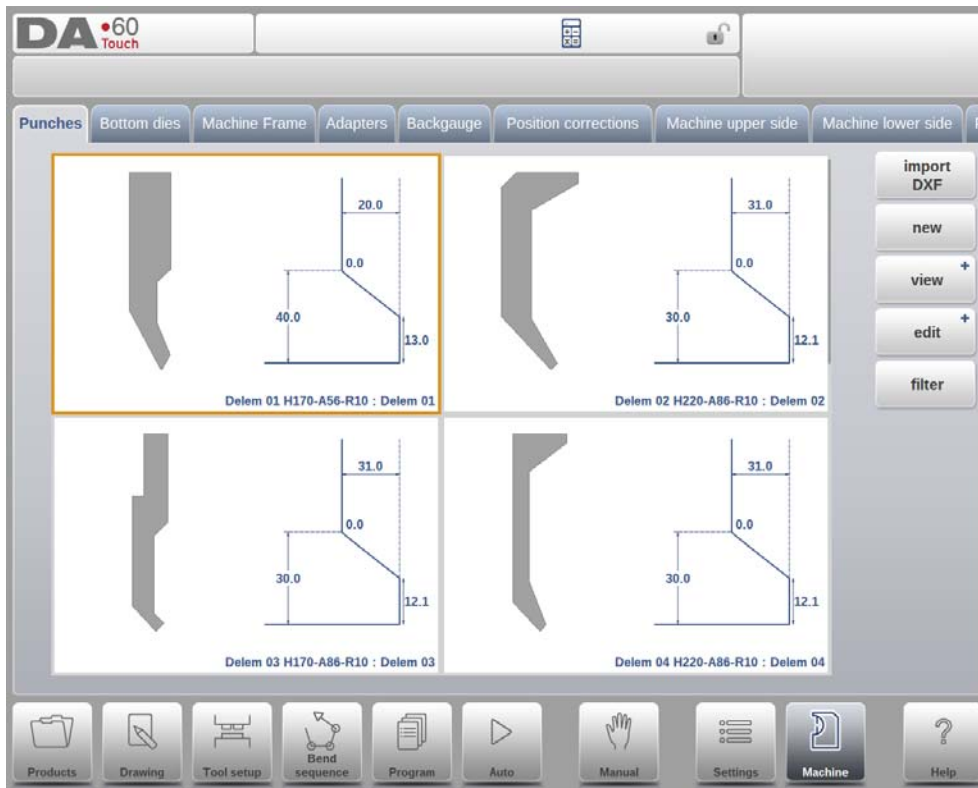 DA •60
Touch
Punches
Bottom dies
Machine Frame
Adapters
Backgauge
Position corrections
Machine upper side
Machine lower side
20.0
0.0
40.0
13.0
Delem 01 H170-A56-R10 : Delem 01
31.0
0.0
30.0
12.1
Delem 02 H220-A86-R10 : Delem 02
31.0
0.0
30.0
12.1
Delem 03 H170-A86-R10 : Delem 03
31.0
0.0
30.0
12.1
Delem 04 H220-A86-R10 : Delem 04
import
DXF
new
view +
edit +
filter
Products
Drawing
Tool setup
Bend
sequence
Program
Auto
Manual
Settings
Machine
?
Help